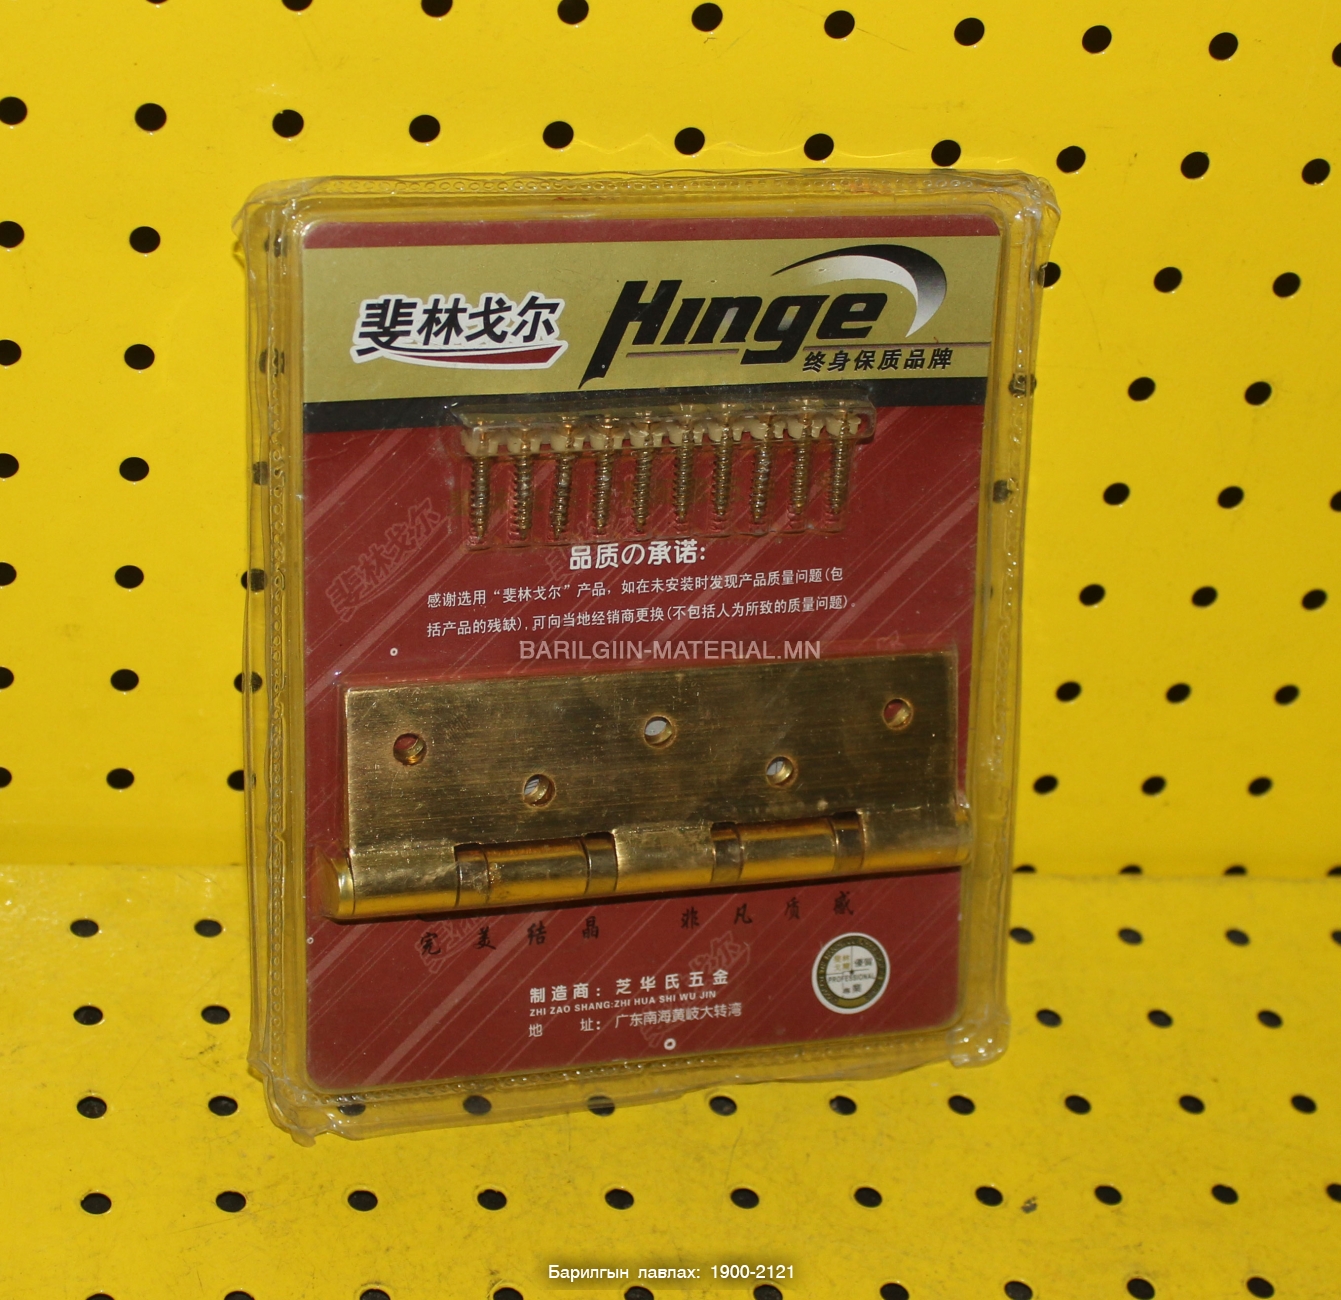 斐林戈尔
Hinge
终身保质品牌
品质の承诺:
感谢选用“斐林戈尔”产品，如在未安装时发现产品质量问题(包
括产品的残缺),可向当地经销商更换(不包括人为所致的质量问题)。
BARILGIIN-MATERIAL.MN
完美结晶 非凡质感
制造商：芝华氏五金
ZHI ZAO SHANG:ZHI HUA SHI WU JIN
地 址：广东南海黄岐大转湾
PROFESSIONAL
Барилгын лавлах: 1900-2121